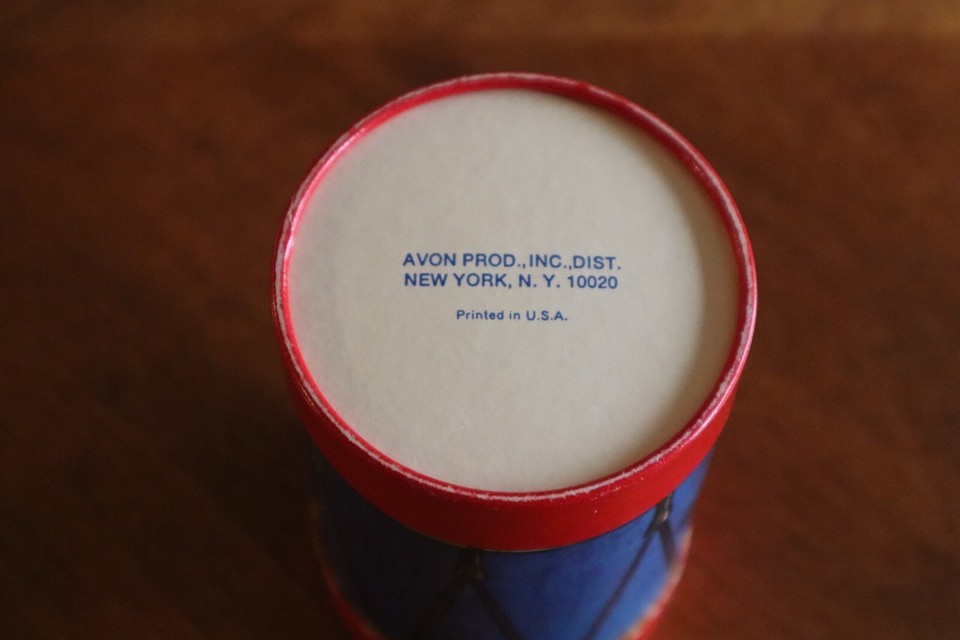 AVON PROD.,INC.,DIST.
NEW YORK, N. Y. 10020
Printed in U.S.A.